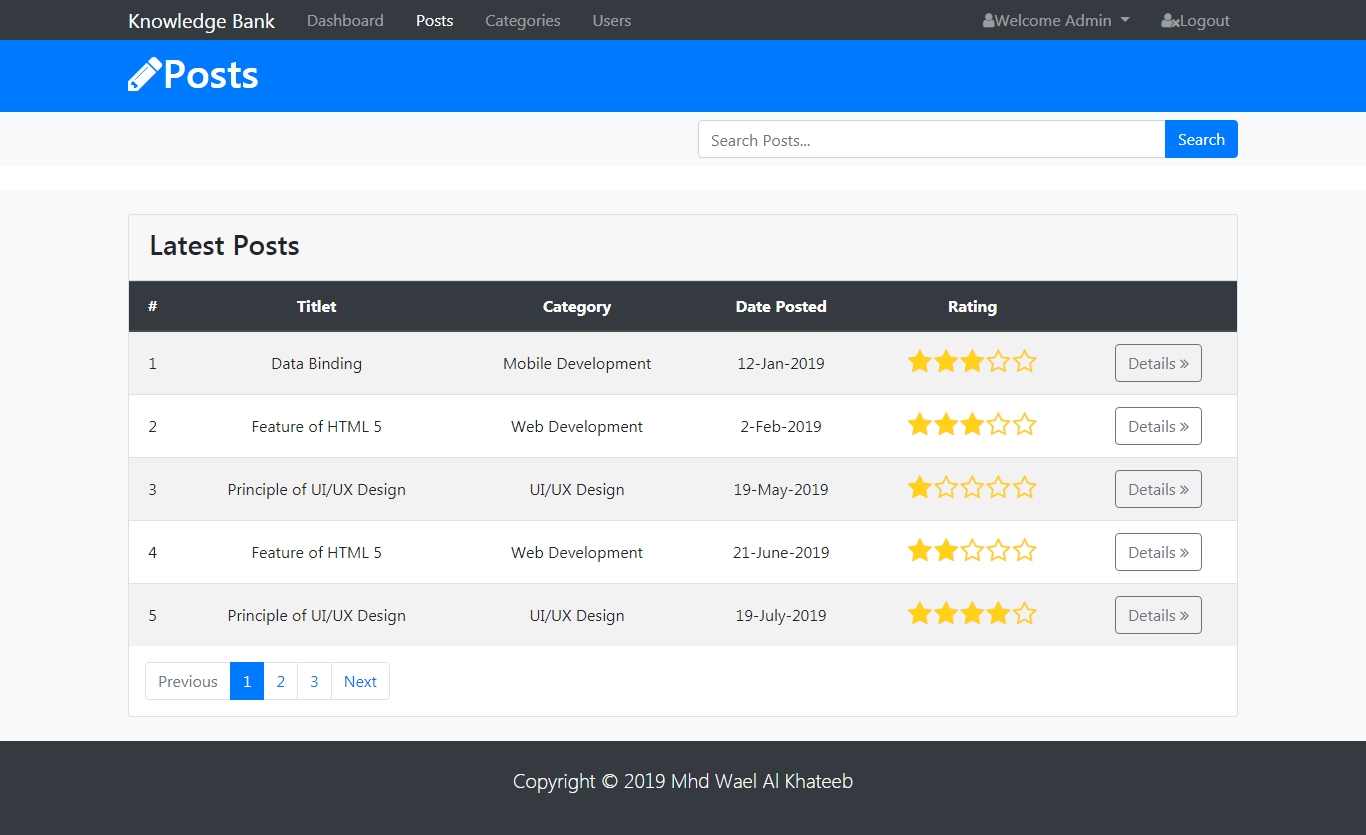 Knowledge Bank Dashboard Posts Categories Users Welcome Admin Logout
Posts
Search Posts... Search
Latest Posts
# Titlet Category Date Posted Rating
1 Data Binding Mobile Development 12-Jan-2019 Details »
2 Feature of HTML 5 Web Development 2-Feb-2019 Details »
3 Principle of UI/UX Design UI/UX Design 19-May-2019 Details »
4 Feature of HTML 5 Web Development 21-June-2019 Details »
5 Principle of UI/UX Design UI/UX Design 19-July-2019 Details »
Previous 1 2 3 Next
Copyright © 2019 Mhd Wael Al Khateeb